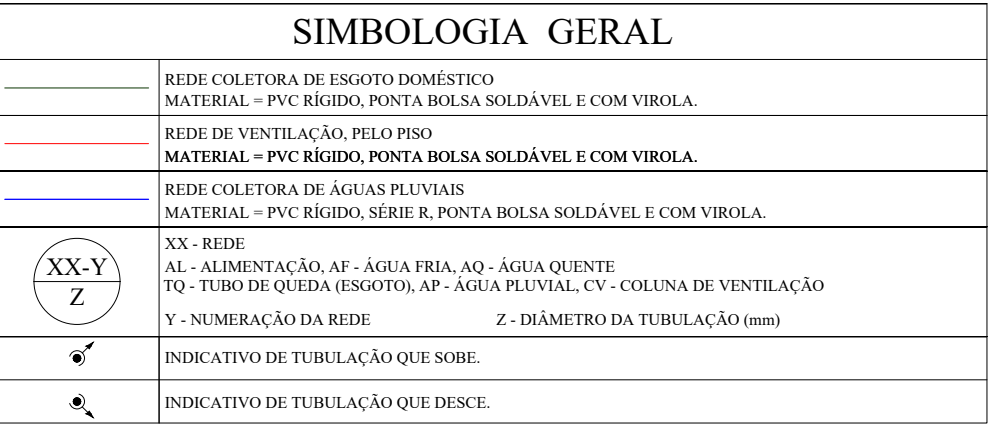 SIMBOLOGIA GERAL
REDE COLETORA DE ESGOTO DOMÉSTICO
MATERIAL = PVC RÍGIDO, PONTA BOLSA SOLDÁVEL E COM VIROLA.
REDE DE VENTILAÇÃO, PELO PISO
MATERIAL = PVC RÍGIDO, PONTA BOLSA SOLDÁVEL E COM VIROLA.
REDE COLETORA DE ÁGUAS PLUVIAIS
MATERIAL = PVC RÍGIDO, SÉRIE R, PONTA BOLSA SOLDÁVEL E COM VIROLA.
XX-Y
Z
XX - REDE
AL - ALIMENTAÇÃO, AF - ÁGUA FRIA, AQ - ÁGUA QUENTE
TQ - TUBO DE QUEDA (ESGOTO), AP - ÁGUA PLUVIAL, CV - COLUNA DE VENTILAÇÃO
Y - NUMERAÇÃO DA REDE Z - DIÂMETRO DA TUBULAÇÃO (mm)
INDICATIVO DE TUBULAÇÃO QUE SOBE.
INDICATIVO DE TUBULAÇÃO QUE DESCE.